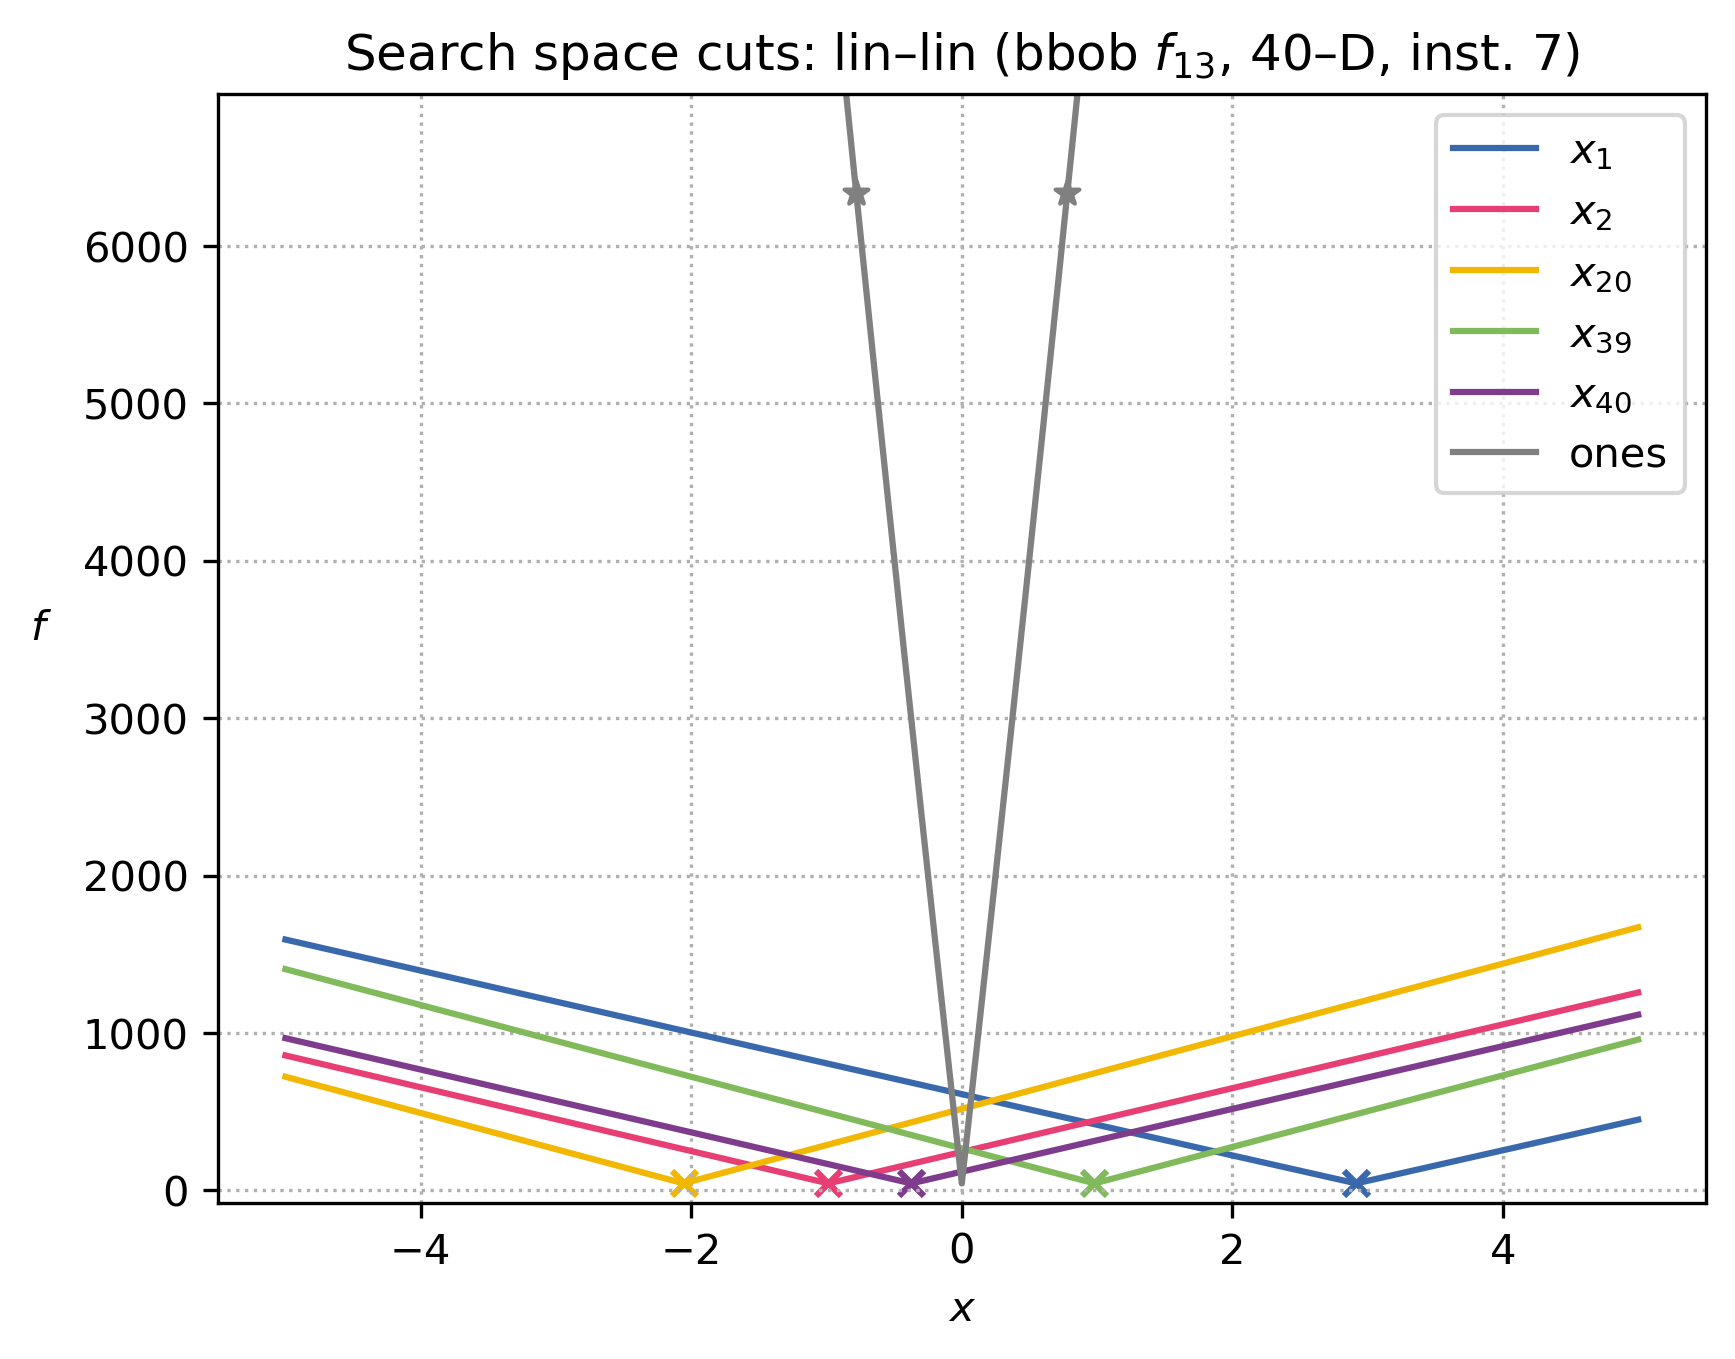 Search space cuts: lin–lin (bbob f₁₃, 40–D, inst. 7)
x₁
x₂
x₂₀
x₃₉
x₄₀
ones
6000
5000
4000
3000
2000
1000
0
f
−4
−2
0
2
4
x